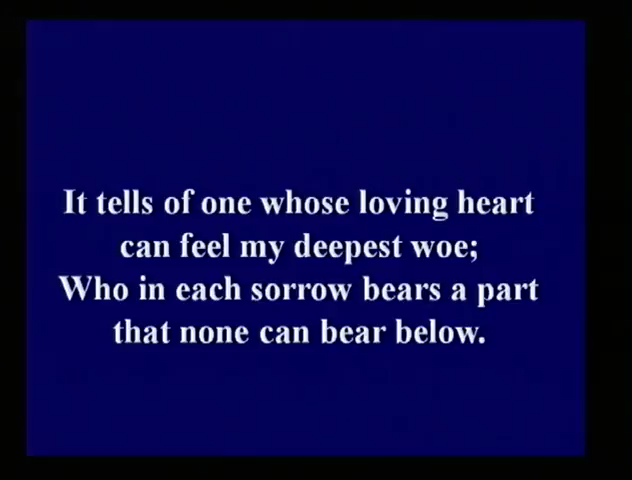 It tells of one whose loving heart
can feel my deepest woe;
Who in each sorrow bears a part
that none can bear below.